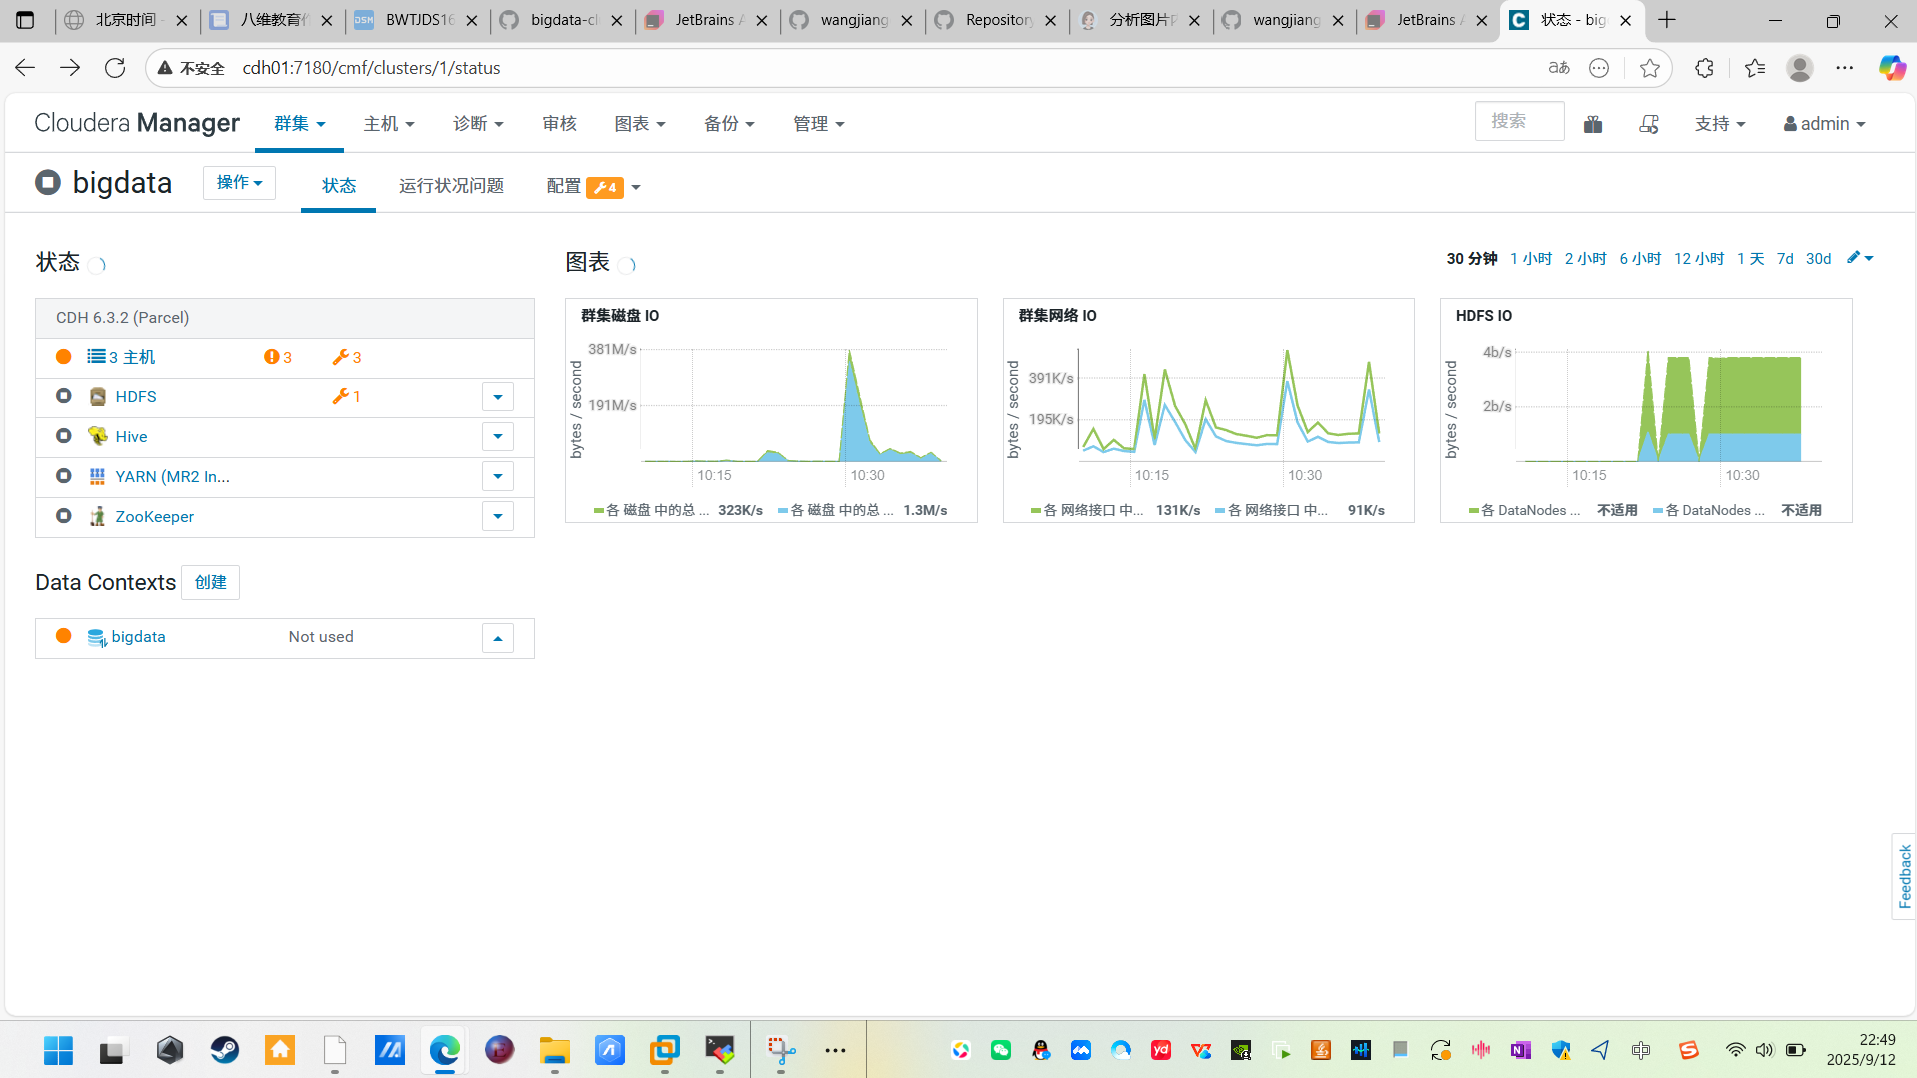 北京时间 -
八维教育作
BWTJDS16
bigdata-cl
JetBrains A
wangjiang
Repository
分析图片P
wangjiang
JetBrains A
状态 - big
不安全
cdh01:7180/cmf/clusters/1/status
Cloudera Manager
群集
主机
诊断
审核
图表
备份
管理
搜索
支持
admin
bigdata
操作
状态
运行状况问题
配置
4
状态
CDH 6.3.2 (Parcel)
3 主机
3
3
HDFS
1
Hive
YARN (MR2 In...
ZooKeeper
Data Contexts
创建
bigdata
Not used
图表
30 分钟
1 小时
2 小时
6 小时
12 小时
1 天
7d
30d
群集磁盘 IO
bytes / second
381M/s
191M/s
10:15
10:30
各 磁盘 中的总 ... 323K/s
各 磁盘 中的总 ... 1.3M/s
群集网络 IO
bytes / second
391K/s
195K/s
10:15
10:30
各 网络接口 中... 131K/s
各 网络接口 中... 91K/s
HDFS IO
bytes / second
4b/s
2b/s
10:15
10:30
各 DataNodes ... 不适用
各 DataNodes ... 不适用
Feedback
yd
中
22:49
2025/9/12